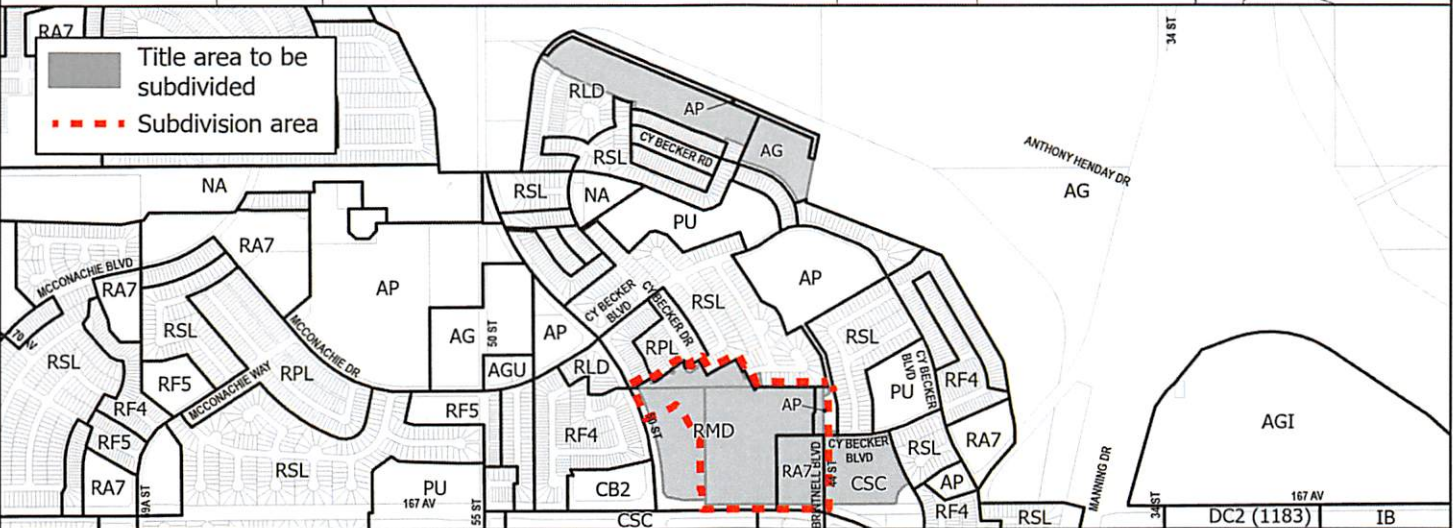 RA7
Title area to be
subdivided
Subdivision area
34 ST
RLD
AP
CY BECKER RD
AG
RSL
ANTHONY HENDAY DR
AG
NA
RSL
NA
PU
RA7
MCCONACHIE BLVD
RA7
AP
AP
CY BECKER
BLVD
CY BECKER DR
RSL
70 AV
RSL
RSL
MCCONACHIE DR
AG
50 ST
AP
RSL
RPL
RLD
AGU
RF5
RPL
MCCONACHIE WAY
PU
CY BECKER
BLVD
RF4
RF4
RF5
AP
RF5
RF4
RMD
50 ST
AGI
RSL
RA7
CY BECKER
BLVD
RSL
RA7
RA7
PU
CB2
BRINTNELL BLVD
44 ST
CSC
AP
MANNING DR
167 AV
55 ST
34 ST
167 AV
CSC
RF4
RSL
DC2 (1183)
IB